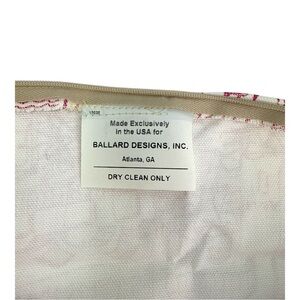 Made Exclusively
in the USA for
BALLARD DESIGNS, INC.
Atlanta, GA
DRY CLEAN ONLY